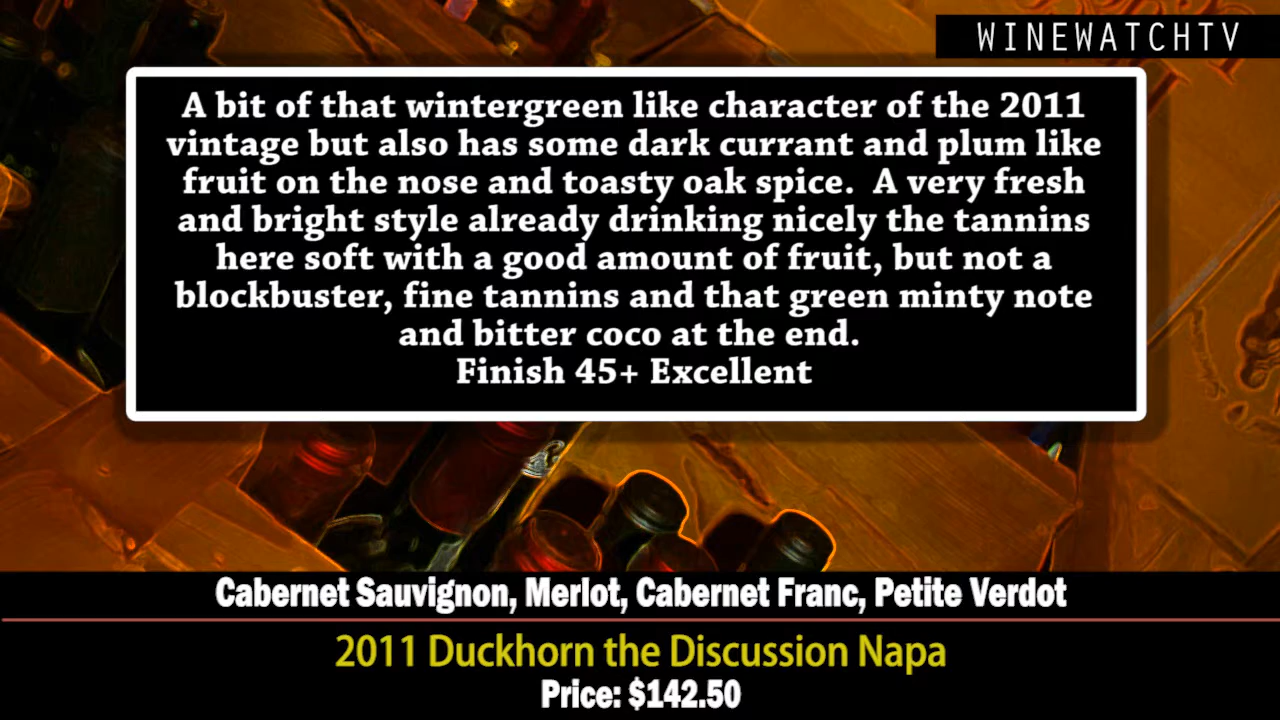 WINEWATCHTV
A bit of that wintergreen like character of the 2011
vintage but also has some dark currant and plum like
fruit on the nose and toasty oak spice.  A very fresh
and bright style already drinking nicely the tannins
here soft with a good amount of fruit, but not a
blockbuster, fine tannins and that green minty note
and bitter coco at the end.
Finish 45+ Excellent
Cabernet Sauvignon, Merlot, Cabernet Franc, Petite Verdot
2011 Duckhorn the Discussion Napa
Price: $142.50